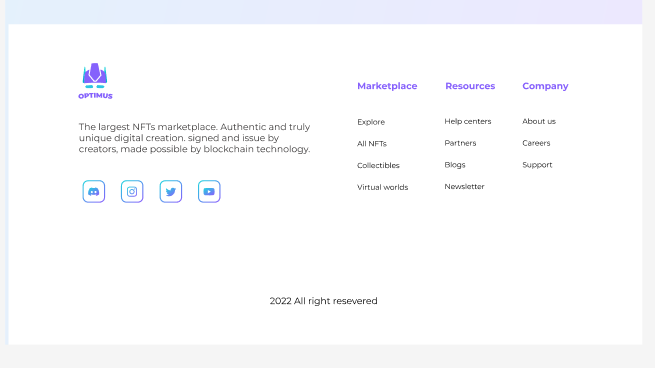 OPTIMUS
The largest NFTs marketplace. Authentic and truly
unique digital creation. signed and issue by
creators, made possible by blockchain technology.
Marketplace
Explore
All NFTs
Collectibles
Virtual worlds
Resources
Help centers
Partners
Blogs
Newsletter
Company
About us
Careers
Support
2022 All right resevered